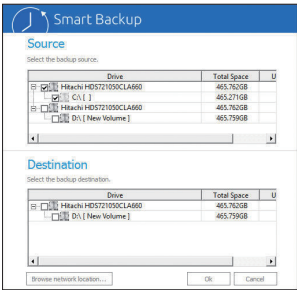 Smart Backup
Source
Select the backup source.
Drive Total Space U
Hitachi HDS721050CLA660 465.762GB
C:\ [ ] 465.271GB
Hitachi HDS721050CLA660 465.762GB
D:\ [ New Volume ] 465.759GB
Destination
Select the backup destination.
Drive Total Space U
Hitachi HDS721050CLA660 465.762GB
D:\ [ New Volume ] 465.759GB
Browse network location... Ok Cancel